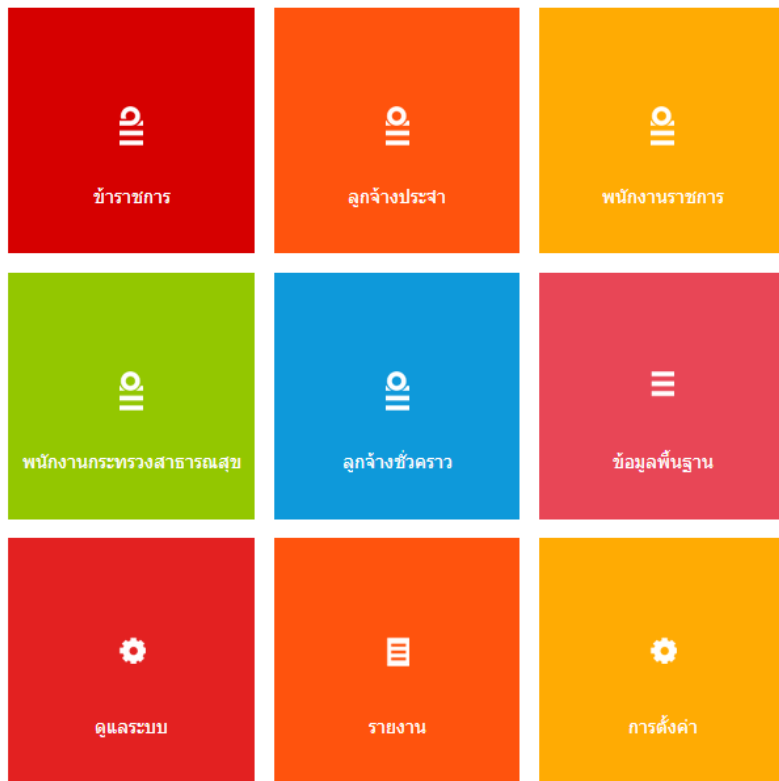 ข้าราชการ
ลูกจ้างประสำ
พนักงานราชการ
พนักงานกระทรวงสาธารณสุข
ลูกจ้างชั่วคราว
ข้อมูลพื้นฐาน
ดูแลระบบ
รายงาน
การตั้งค่า